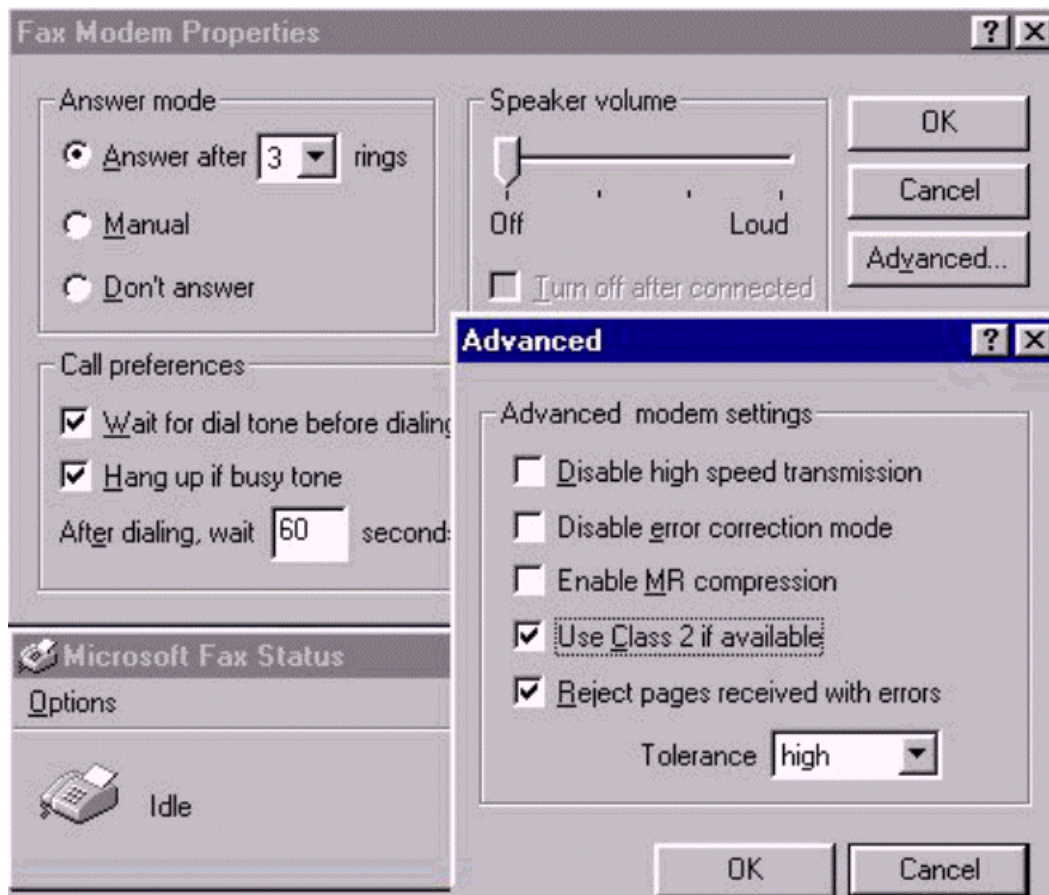 Fax Modem Properties
Answer mode
Answer after 3 rings
Manual
Don't answer
Speaker volume
Off Loud
Turn off after connected
OK
Cancel
Advanced...
Call preferences
Wait for dial tone before dialing
Hang up if busy tone
After dialing, wait 60 seconds
Microsoft Fax Status
Options
Idle
Advanced
Advanced modem settings
Disable high speed transmission
Disable error correction mode
Enable MR compression
Use Class 2 if available
Reject pages received with errors
Tolerance high
OK Cancel